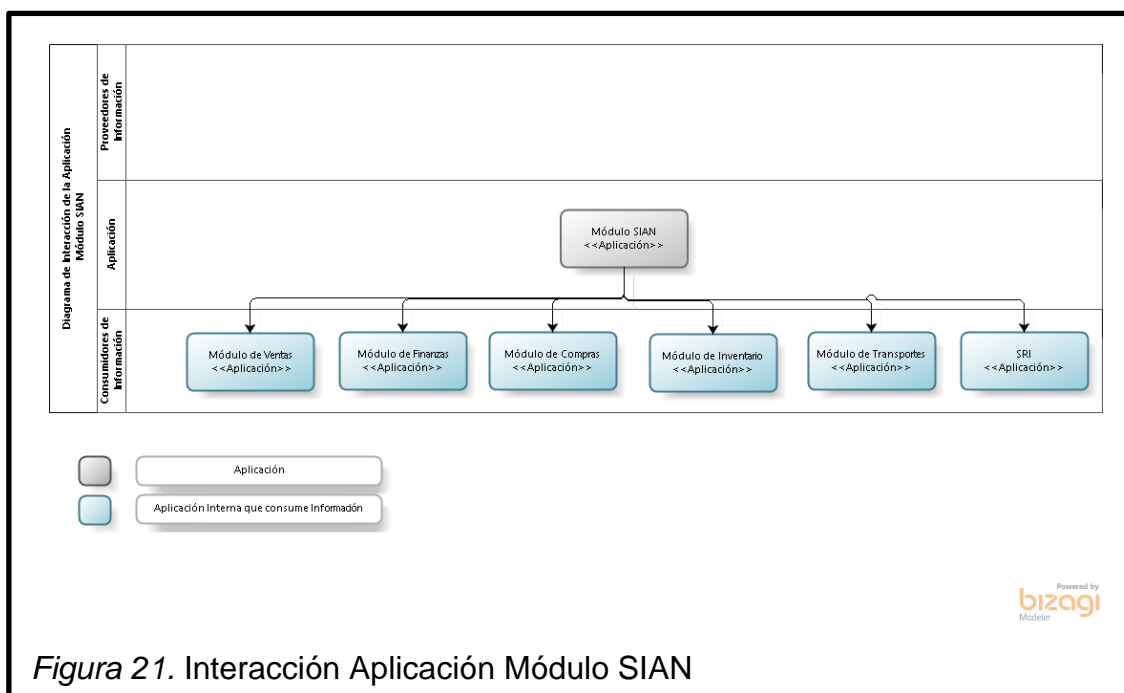 Diagrama de Interacción de la Aplicación
Módulo SIAN
Proveedores de
Información
Aplicación
Módulo SIAN
<<Aplicación>>
Consumidores de
Información
Módulo de Ventas
<<Aplicación>>
Módulo de Finanzas
<<Aplicación>>
Módulo de Compras
<<Aplicación>>
Módulo de Inventario
<<Aplicación>>
Módulo de Transportes
<<Aplicación>>
SRI
<<Aplicación>>
Aplicación
Aplicación Interna que consume Información
Powered by
bizagi
Modeler
Figura 21. Interacción Aplicación Módulo SIAN